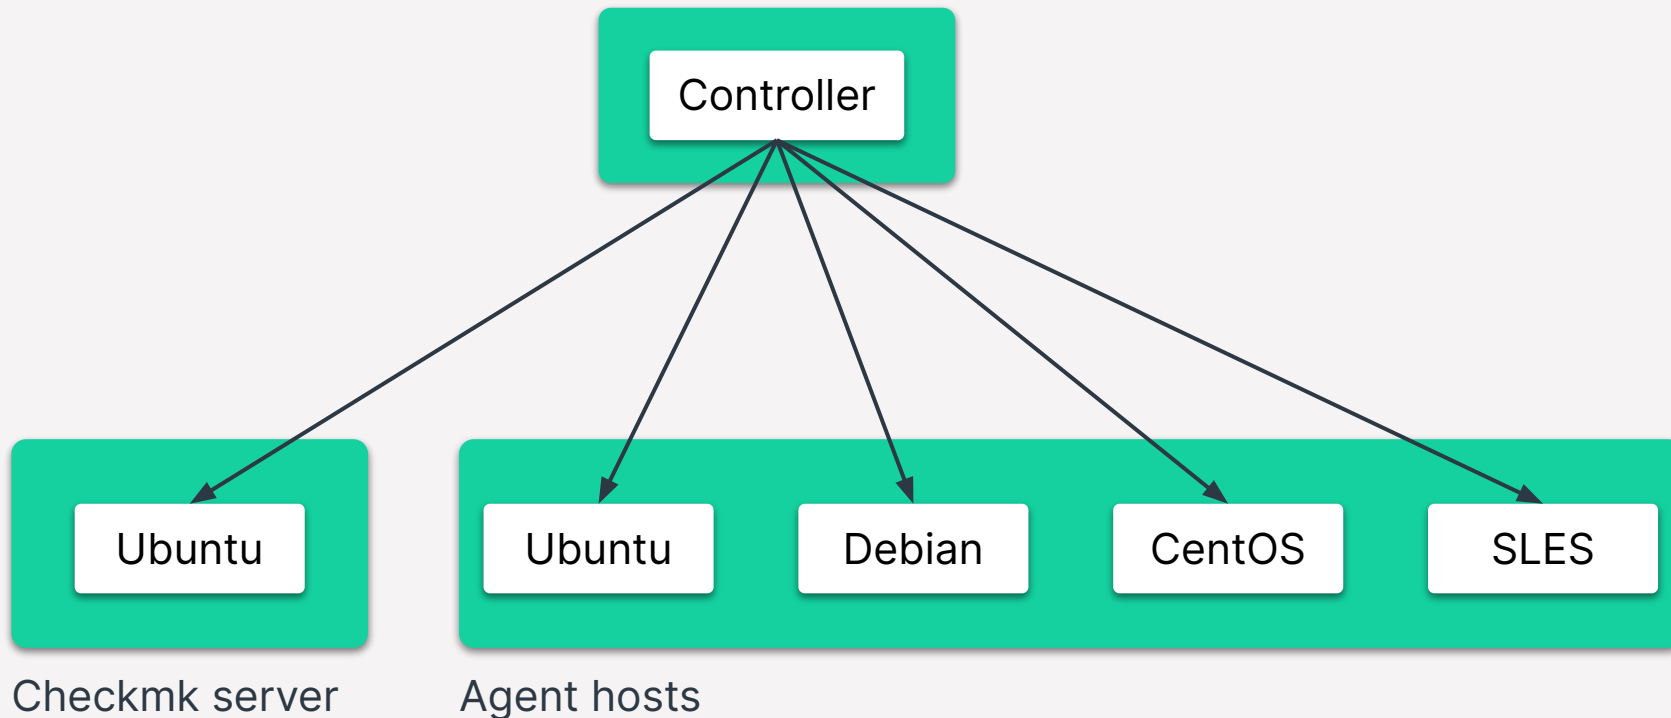 Controller
Ubuntu
Ubuntu
Debian
CentOS
SLES
Checkmk server
Agent hosts